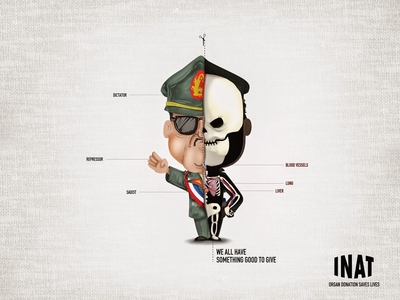 DICTATOR
REPRESSOR
SADIST
BLOOD VESSELS
LUNG
LIVER
WE ALL HAVE
SOMETHING GOOD TO GIVE
INAT
ORGAN DONATION SAVES LIVES